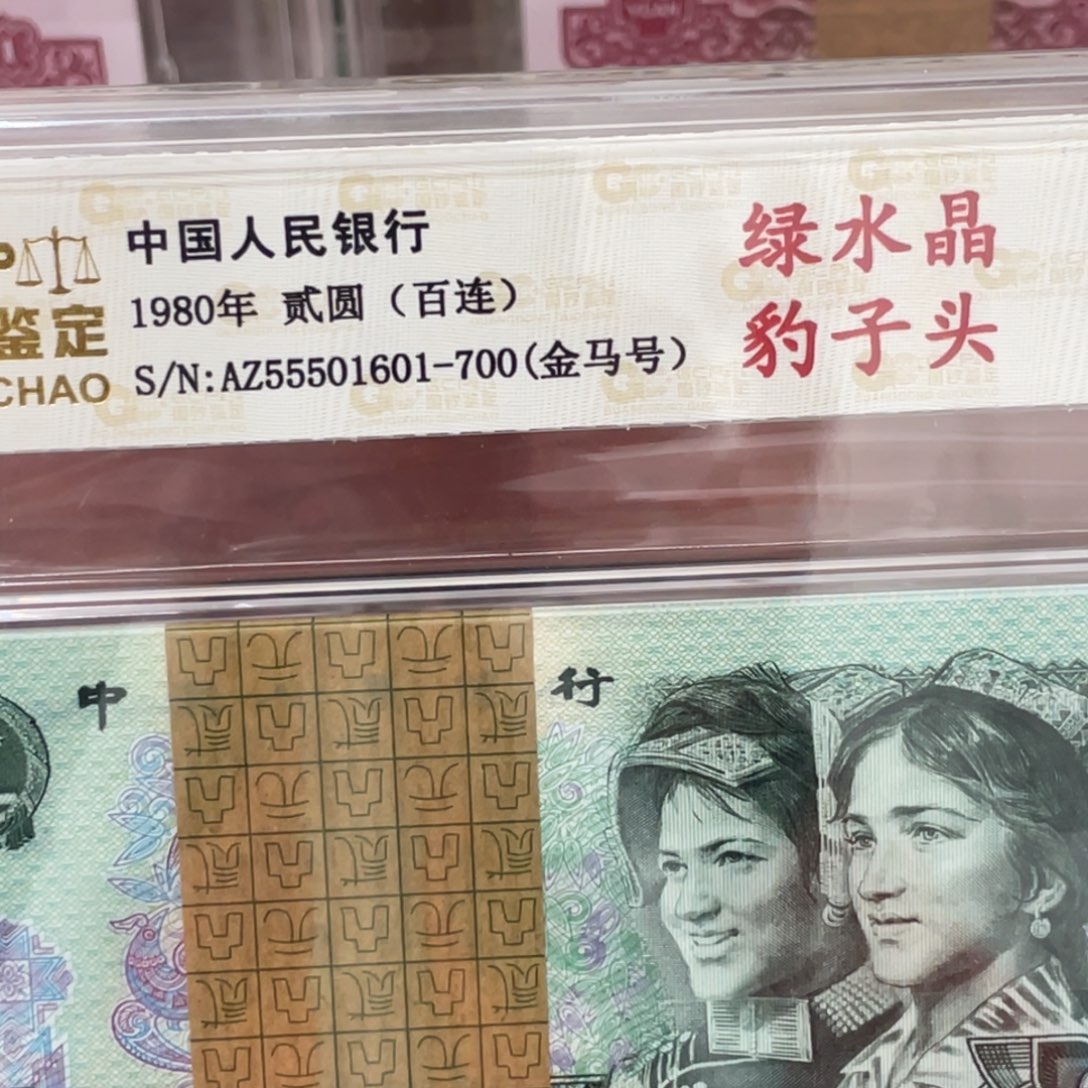 中国人民银行
1980年 贰圆（百连）
S/N:AZ55501601-700(金马号）
绿水晶
豹子头
鉴定
CHAO
中
行